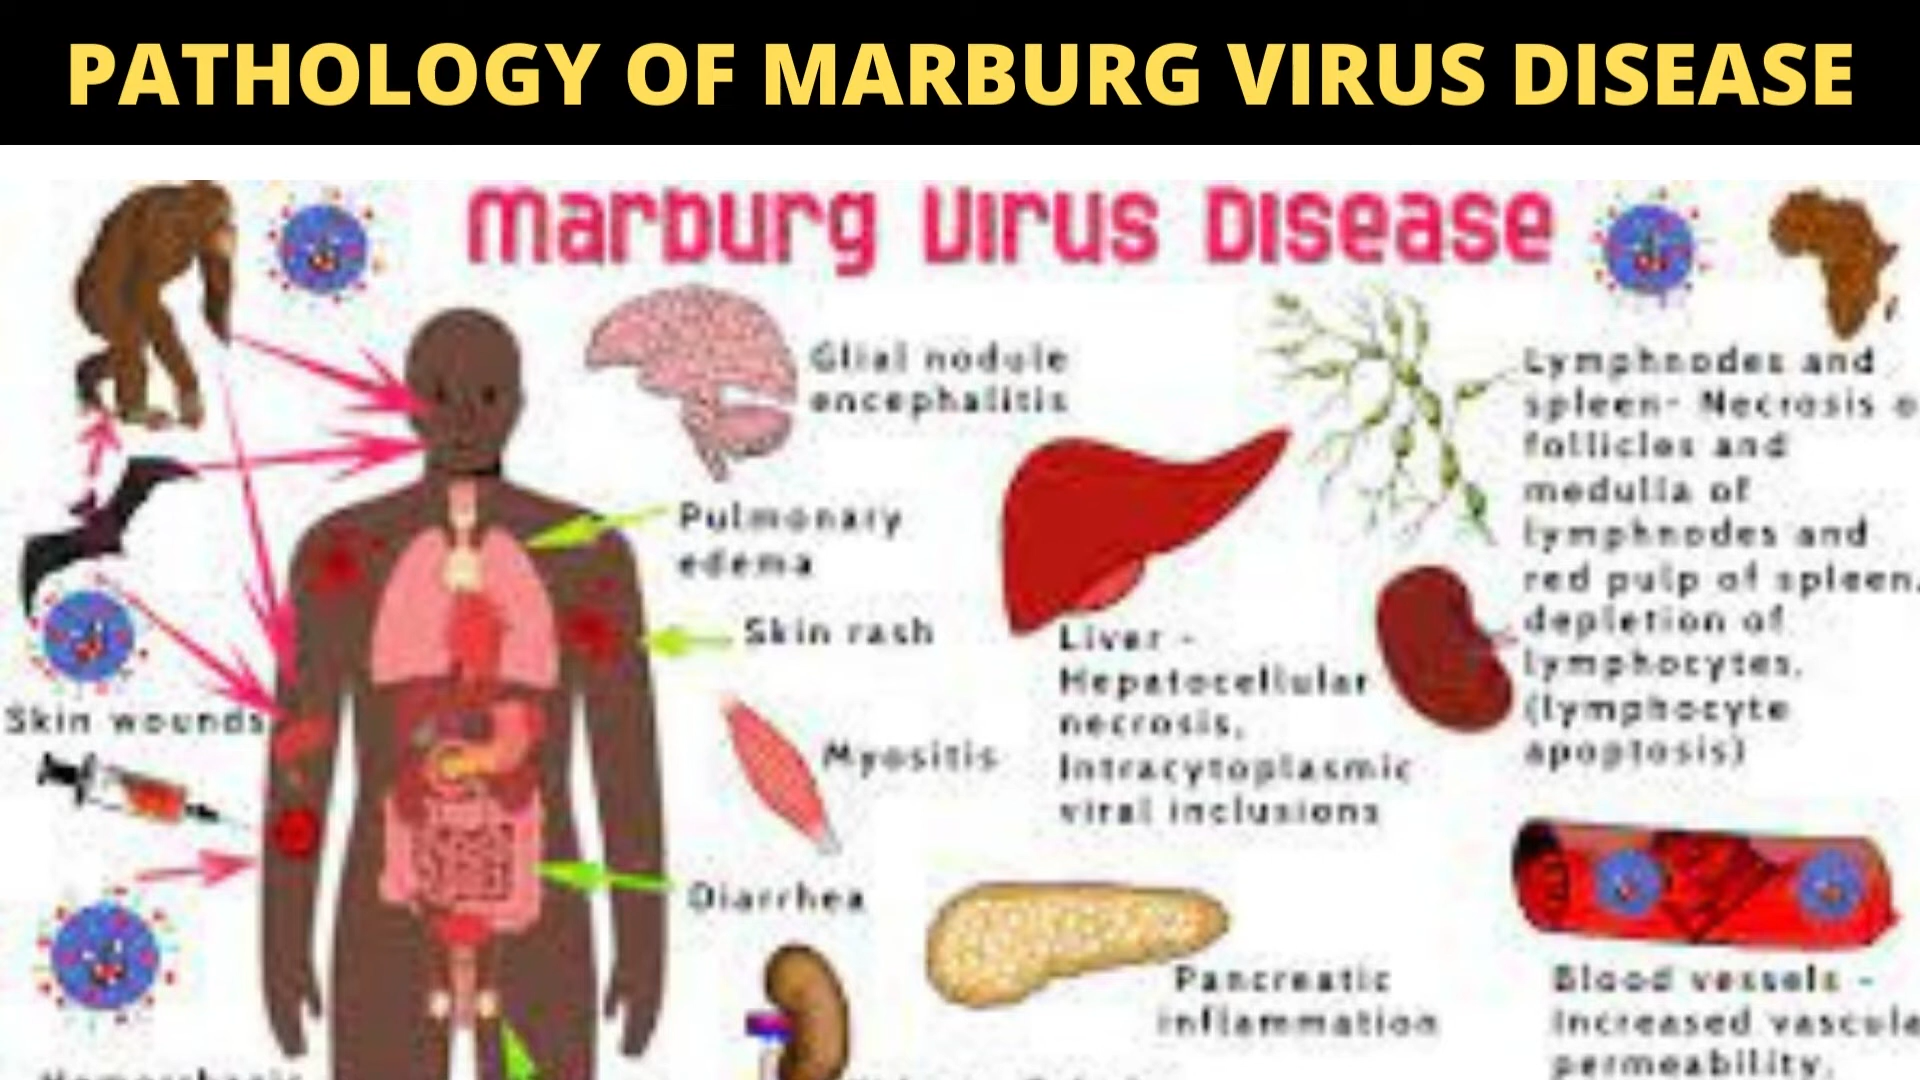 PATHOLOGY OF MARBURG VIRUS DISEASE
Marburg Virus Disease
Glial nodule
encephalitis
Pulmonary
edema
Skin rash
Myositis
Diarrhea
Skin wounds
Liver -
Hepatocellular
necrosis,
Intracytoplasmic
viral inclusions
Lymphnodes and
spleen- Necrosis o
follicles and
medulla of
lymphnodes and
red pulp of spleen,
depletion of
lymphocytes.
(lymphocyte
apoptosis)
Pancreatic
inflammation
Blood vessels -
Increased vascula
permeability,